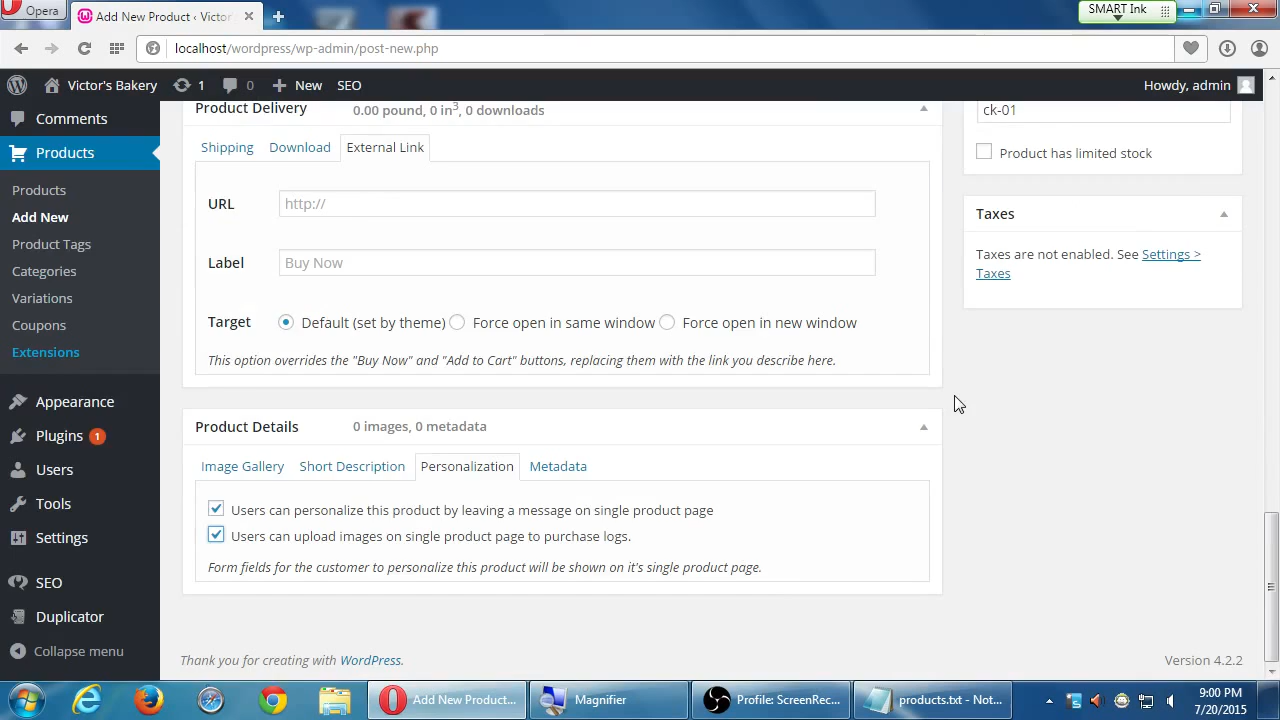 Opera
Add New Product ‹ Victor
SMART Ink
localhost/wordpress/wp-admin/post-new.php
Victor's Bakery
1
0
New
SEO
Howdy, admin
Comments
Products
Products
Add New
Product Tags
Categories
Variations
Coupons
Extensions
Appearance
Plugins 1
Users
Tools
Settings
SEO
Duplicator
Collapse menu
Product Delivery 0.00 pound, 0 in3, 0 downloads
Shipping Download External Link
URL http://
Label Buy Now
Target Default (set by theme) Force open in same window Force open in new window
This option overrides the "Buy Now" and "Add to Cart" buttons, replacing them with the link you describe here.
Product Details 0 images, 0 metadata
Image Gallery Short Description Personalization Metadata
Users can personalize this product by leaving a message on single product page
Users can upload images on single product page to purchase logs.
Form fields for the customer to personalize this product will be shown on it's single product page.
ck-01
Product has limited stock
Taxes
Taxes are not enabled. See Settings >
Taxes
Thank you for creating with WordPress.
Version 4.2.2
Add New Product...
Magnifier
Profile: ScreenRec...
products.txt - Not...
9:00 PM
7/20/2015